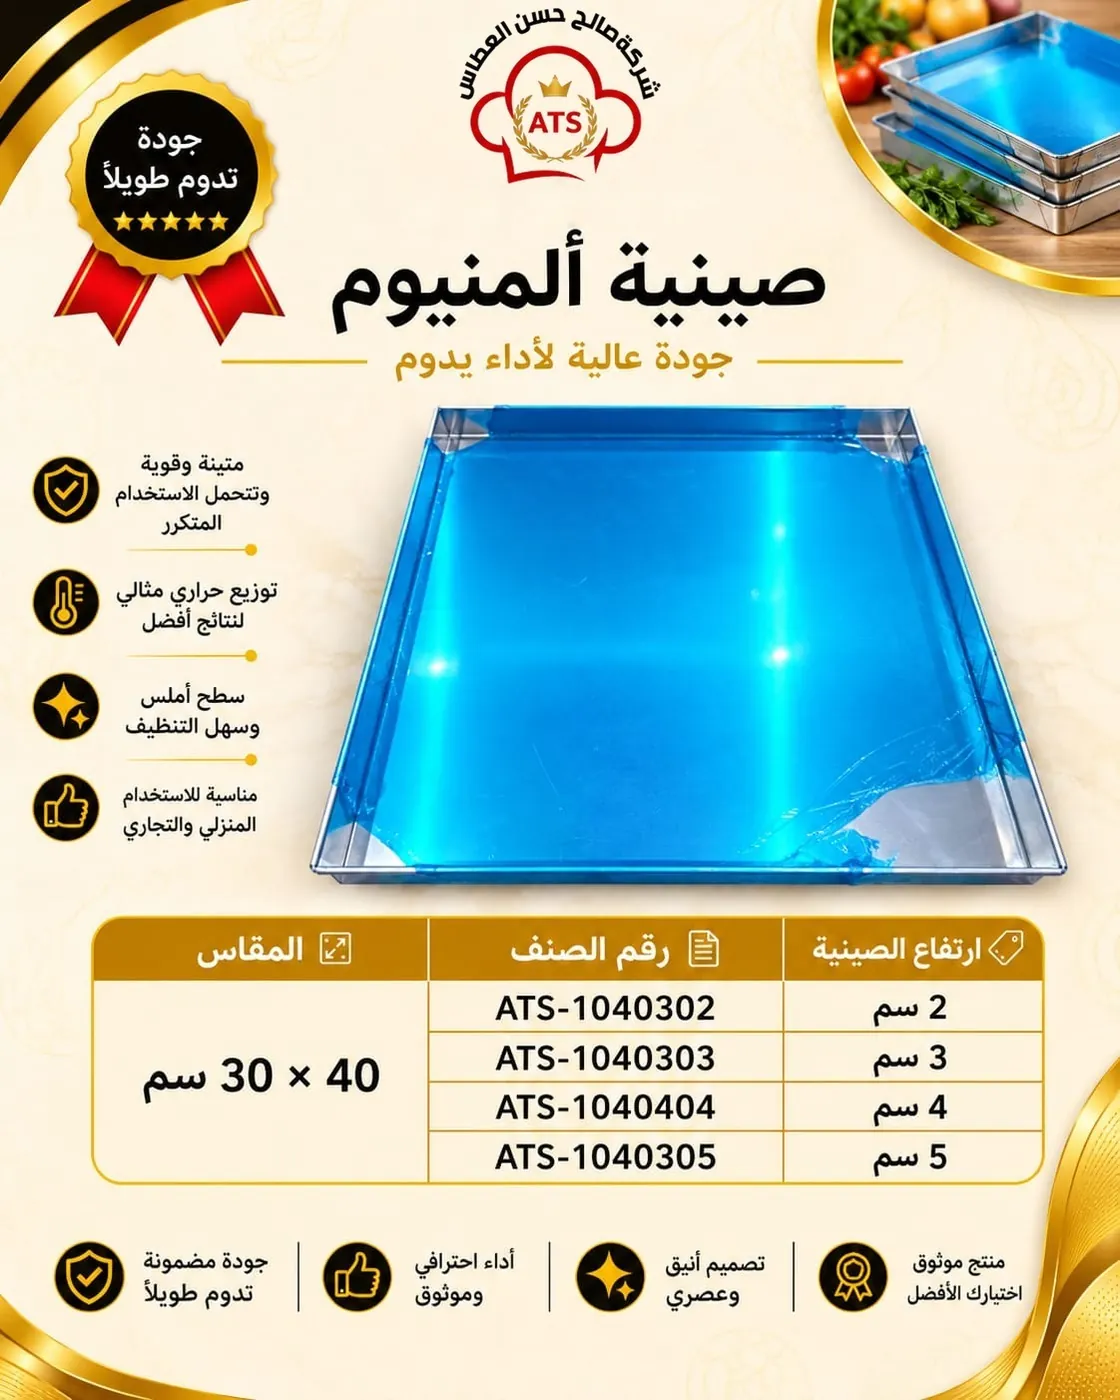 شركة صالح حسن العطاس
ATS
جودة
تدوم طويلاً
صينية ألمنيوم
جودة عالية لأداء يدوم
متينة وقوية
وتتحمل الاستخدام
المتكرر
توزيع حراري مثالي
لنتائج أفضل
سطح أملس
وسهل التنظيف
مناسبة للاستخدام
المنزلي والتجاري
ارتفاع الصينية رقم الصنف المقاس
2 سم ATS-1040302
3 سم ATS-1040303
40 × 30 سم
4 سم ATS-1040404
5 سم ATS-1040305
منتج موثوق
اختيارك الأفضل
تصميم أنيق
وعصري
أداء احترافي
وموثوق
جودة مضمونة
تدوم طويلاً